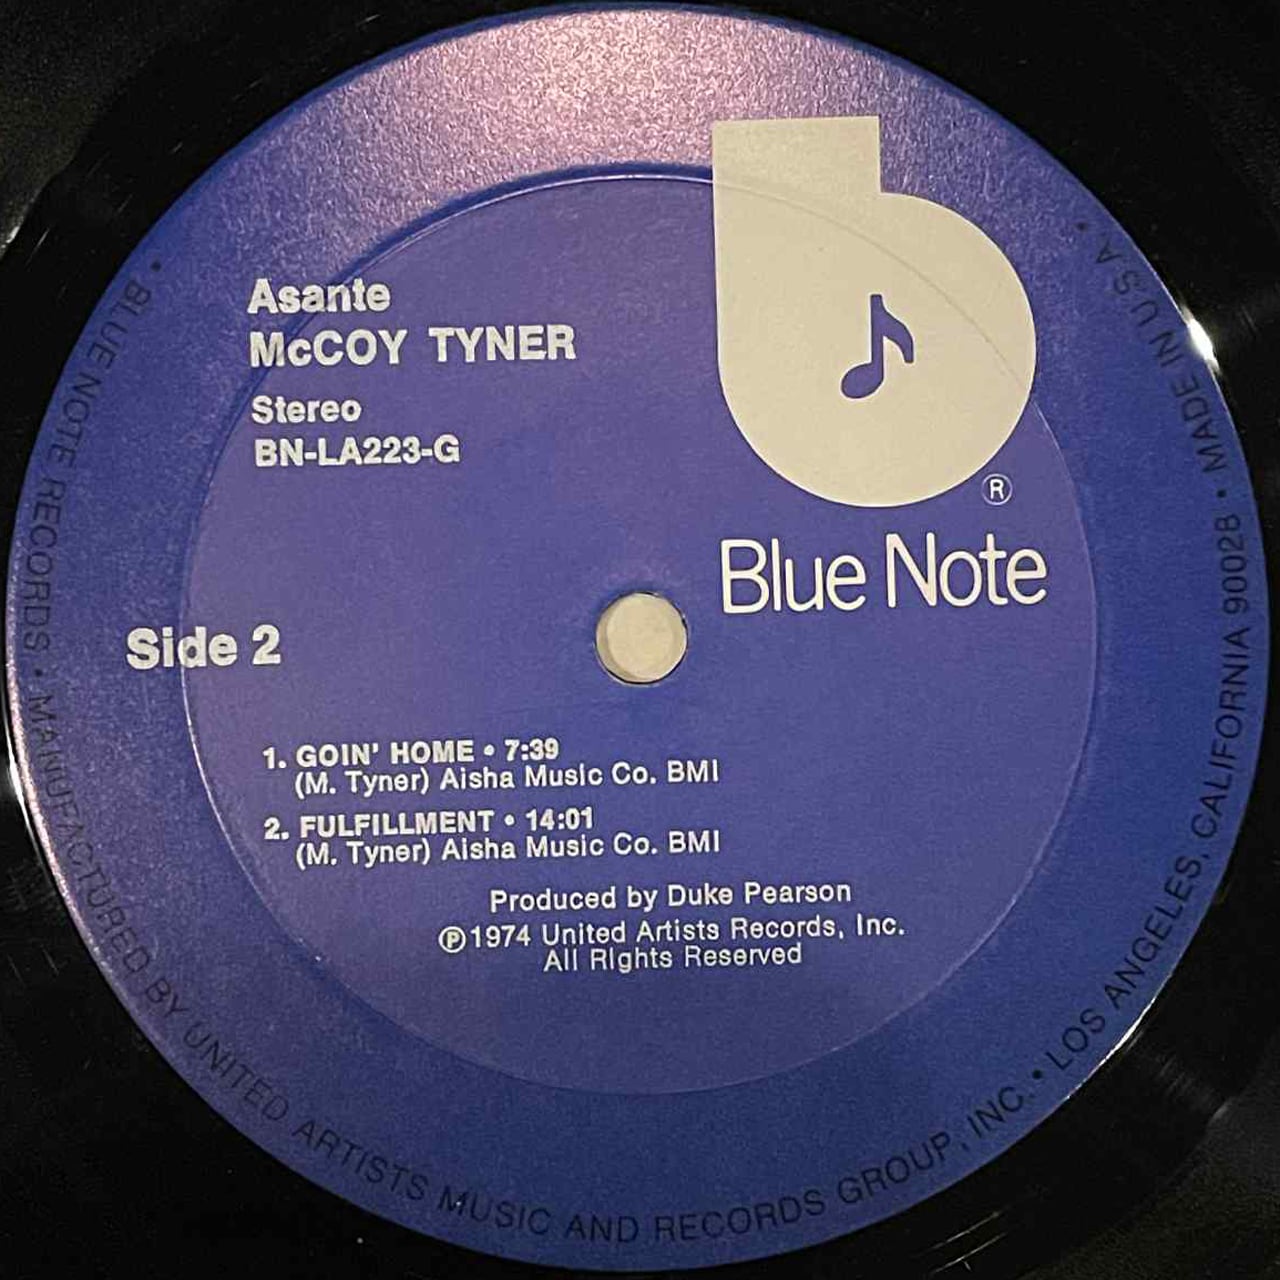 Asante
McCOY TYNER
Stereo
BN-LA223-G
®
Blue Note
Side 2
1. GOIN' HOME • 7:39
(M. Tyner) Aisha Music Co. BMI
2. FULFILLMENT • 14:01
(M. Tyner) Aisha Music Co. BMI
Produced by Duke Pearson
℗1974 United Artists Records, Inc.
All Rights Reserved
• BLUE NOTE RECORDS • MANUFACTURED BY UNITED ARTISTS MUSIC AND RECORDS GROUP, INC. • LOS ANGELES, CALIFORNIA 90028 • MADE IN U.S.A. •